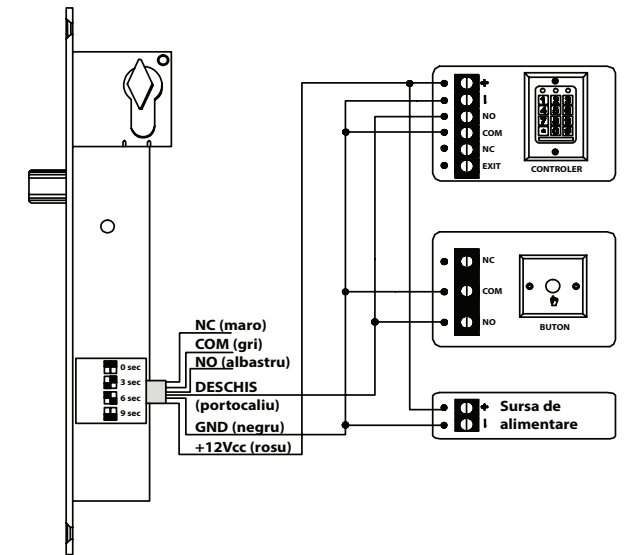 0 sec
3 sec
6 sec
9 sec
NC (maro)
COM (gri)
NO (albastru)
DESCHIS
(portocaliu)
GND (negru)
+12Vcc (rosu)
+
-
NO
COM
NC
EXIT
CONTROLER
NC
COM
NO
BUTON
+ Sursa de
- alimentare